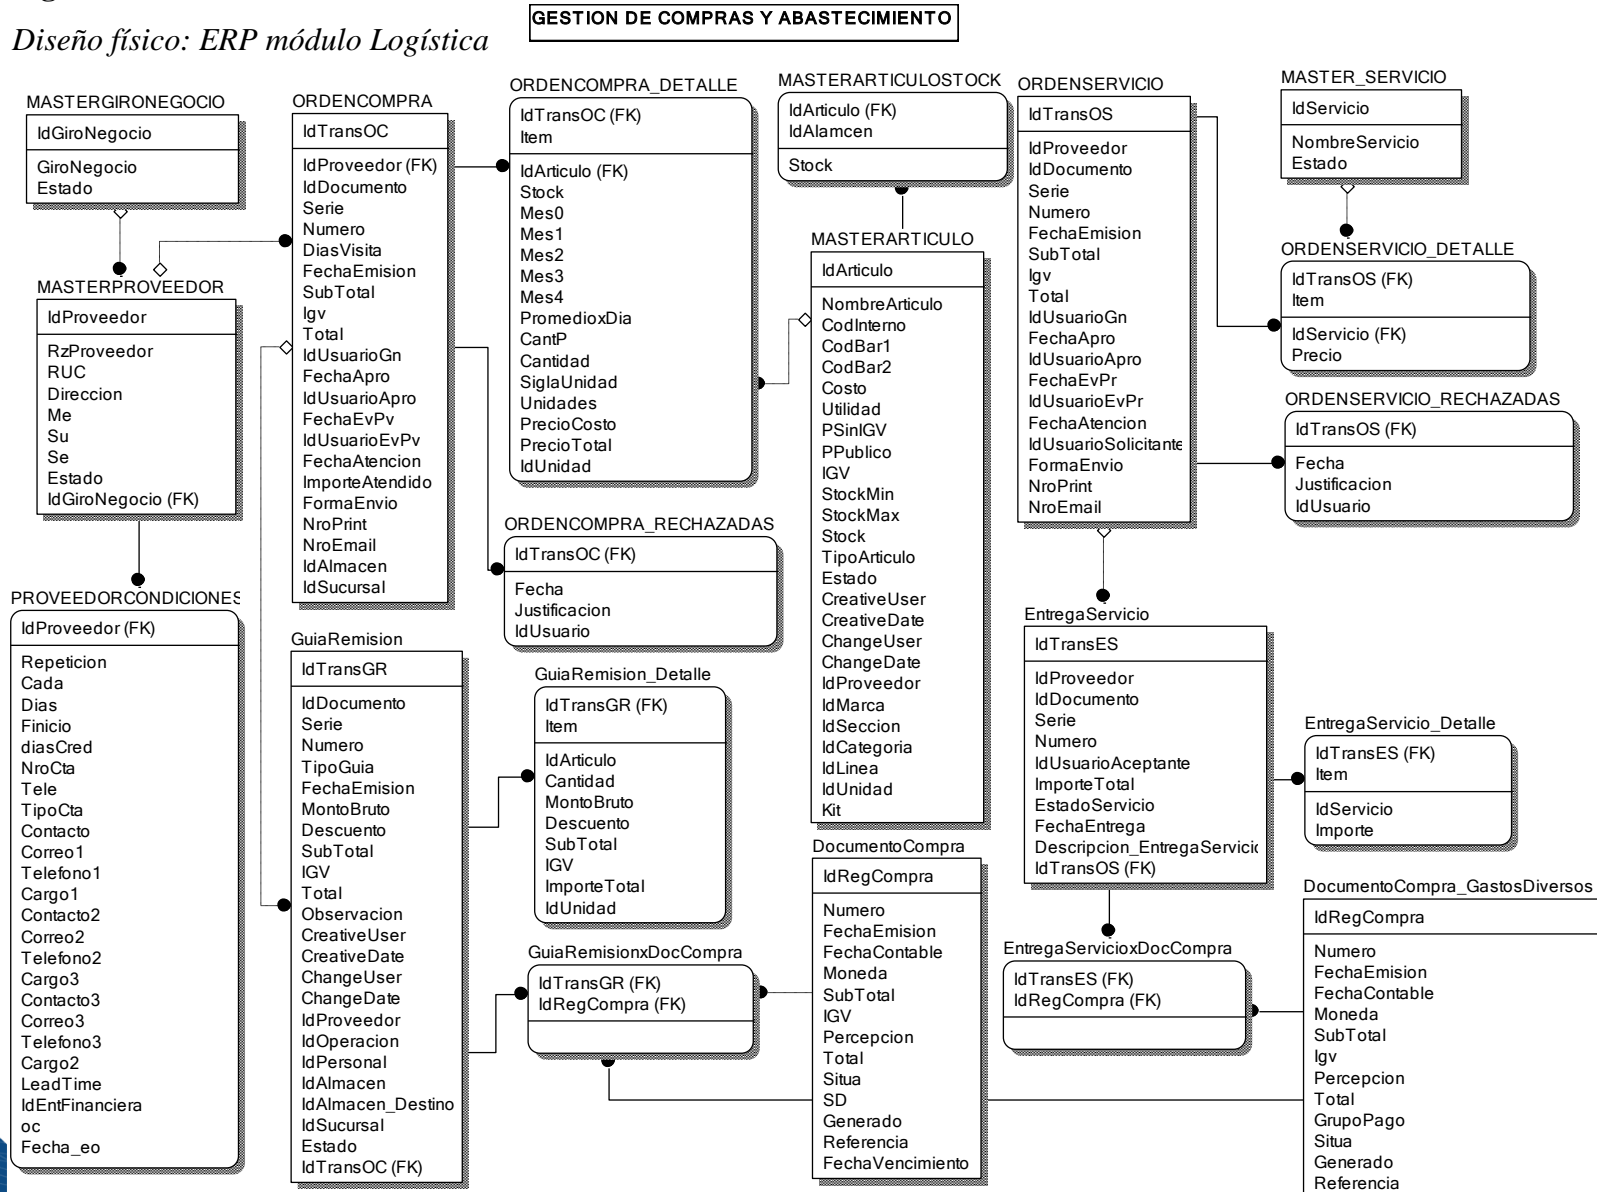 GESTION DE COMPRAS Y ABASTECIMIENTO
Diseño físico: ERP módulo Logística
MASTERGIRONEGOCIO
IdGiroNegocio
GiroNegocio
Estado
MASTERPROVEEDOR
IdProveedor
RzProveedor
RUC
Direccion
Me
Su
Se
Estado
IdGiroNegocio (FK)
PROVEEDORCONDICIONES
IdProveedor (FK)
Repeticion
Cada
Dias
Finicio
diasCred
NroCta
Tele
TipoCta
Contacto
Correo1
Telefono1
Cargo1
Contacto2
Correo2
Telefono2
Cargo3
Contacto3
Correo3
Telefono3
Cargo2
LeadTime
IdEntFinanciera
oc
Fecha_eo
ORDENCOMPRA
IdTransOC
IdProveedor (FK)
IdDocumento
Serie
Numero
DiasVisita
FechaEmision
SubTotal
Igv
Total
IdUsuarioGn
FechaApro
IdUsuarioApro
FechaEvPv
IdUsuarioEvPv
FechaAtencion
ImporteAtendido
FormaEnvio
NroPrint
NroEmail
IdAlmacen
IdSucursal
GuiaRemision
IdTransGR
IdDocumento
Serie
Numero
TipoGuia
FechaEmision
MontoBruto
Descuento
SubTotal
IGV
Total
Observacion
CreativeUser
CreativeDate
ChangeUser
ChangeDate
IdProveedor
IdOperacion
IdPersonal
IdAlmacen
IdAlmacen_Destino
IdSucursal
Estado
IdTransOC (FK)
ORDENCOMPRA_DETALLE
IdTransOC (FK)
Item
IdArticulo (FK)
Stock
Mes0
Mes1
Mes2
Mes3
Mes4
PromedioxDia
CantP
Cantidad
SiglaUnidad
Unidades
PrecioCosto
PrecioTotal
IdUnidad
ORDENCOMPRA_RECHAZADAS
IdTransOC (FK)
Fecha
Justificacion
IdUsuario
GuiaRemision_Detalle
IdTransGR (FK)
Item
IdArticulo
Cantidad
MontoBruto
Descuento
SubTotal
IGV
ImporteTotal
IdUnidad
GuiaRemisionxDocCompra
IdTransGR (FK)
IdRegCompra (FK)
MASTERARTICULOSTOCK
IdArticulo (FK)
IdAlamcen
Stock
MASTERARTICULO
IdArticulo
NombreArticulo
CodInterno
CodBar1
CodBar2
Costo
Utilidad
PSinIGV
PPublico
IGV
StockMin
StockMax
Stock
TipoArticulo
Estado
CreativeUser
CreativeDate
ChangeUser
ChangeDate
IdProveedor
IdMarca
IdSeccion
IdCategoria
IdLinea
IdUnidad
Kit
DocumentoCompra
IdRegCompra
Numero
FechaEmision
FechaContable
Moneda
SubTotal
IGV
Percepcion
Total
Situa
SD
Generado
Referencia
FechaVencimiento
ORDENSERVICIO
IdTransOS
IdProveedor
IdDocumento
Serie
Numero
FechaEmision
SubTotal
Igv
Total
IdUsuarioGn
FechaApro
IdUsuarioApro
FechaEvPr
IdUsuarioEvPr
FechaAtencion
IdUsuarioSolicitante
FormaEnvio
NroPrint
NroEmail
EntregaServicio
IdTransES
IdProveedor
IdDocumento
Serie
Numero
IdUsuarioAceptante
ImporteTotal
EstadoServicio
FechaEntrega
Descripcion_EntregaServicio
IdTransOS (FK)
EntregaServicioxDocCompra
IdTransES (FK)
IdRegCompra (FK)
MASTER_SERVICIO
IdServicio
NombreServicio
Estado
ORDENSERVICIO_DETALLE
IdTransOS (FK)
Item
IdServicio (FK)
Precio
ORDENSERVICIO_RECHAZADAS
IdTransOS (FK)
Fecha
Justificacion
IdUsuario
EntregaServicio_Detalle
IdTransES (FK)
Item
IdServicio
Importe
DocumentoCompra_GastosDiversos
IdRegCompra
Numero
FechaEmision
FechaContable
Moneda
SubTotal
Igv
Percepcion
Total
GrupoPago
Situa
Generado
Referencia